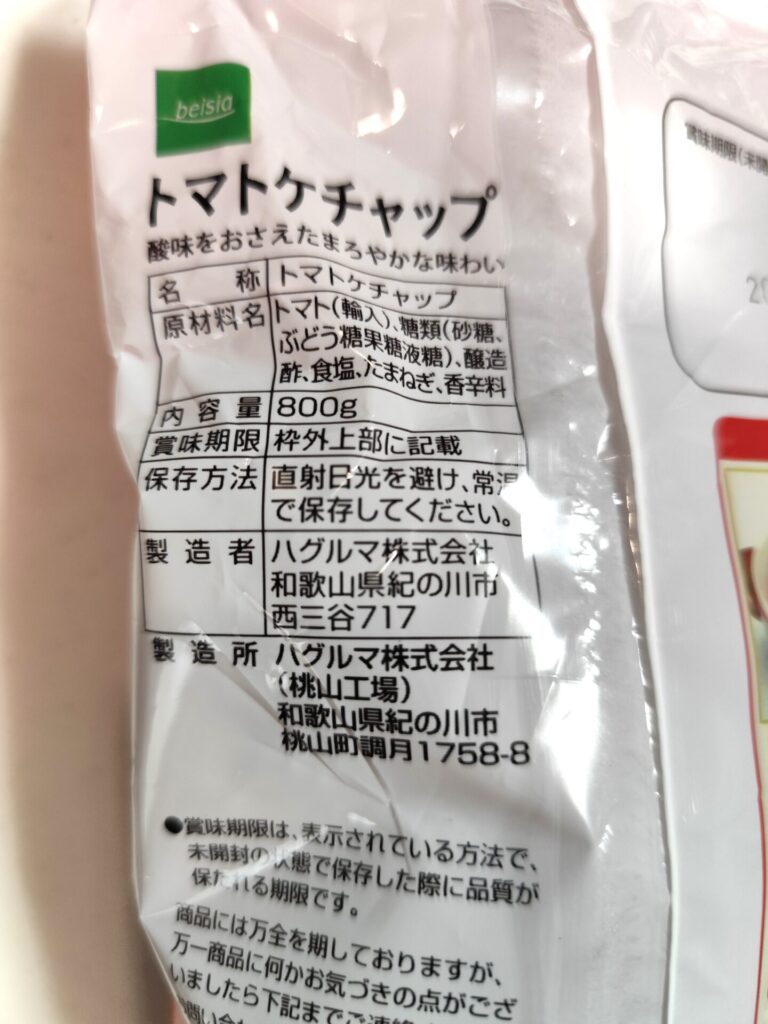 beisia
トマトケチャップ
酸味をおさえたまろやかな味わい
名称 トマトケチャップ
原材料名 トマト(輸入)、糖類(砂糖、
ぶどう糖果糖液糖)、醸造
酢、食塩、たまねぎ、香辛料
内容量 800g
賞味期限 枠外上部に記載
保存方法 直射日光を避け、常温
で保存してください。
製造者 ハグルマ株式会社
和歌山県紀の川市
西三谷717
製造所 ハグルマ株式会社
(桃山工場)
和歌山県紀の川市
桃山町調月1758-8
●賞味期限は、表示されている方法で、
未開封の状態で保存した際に品質が
保たれる期限です。
商品には万全を期しておりますが、
万一商品に何かお気づきの点がござ
いましたら下記までご連絡
賞味期限(未開
20